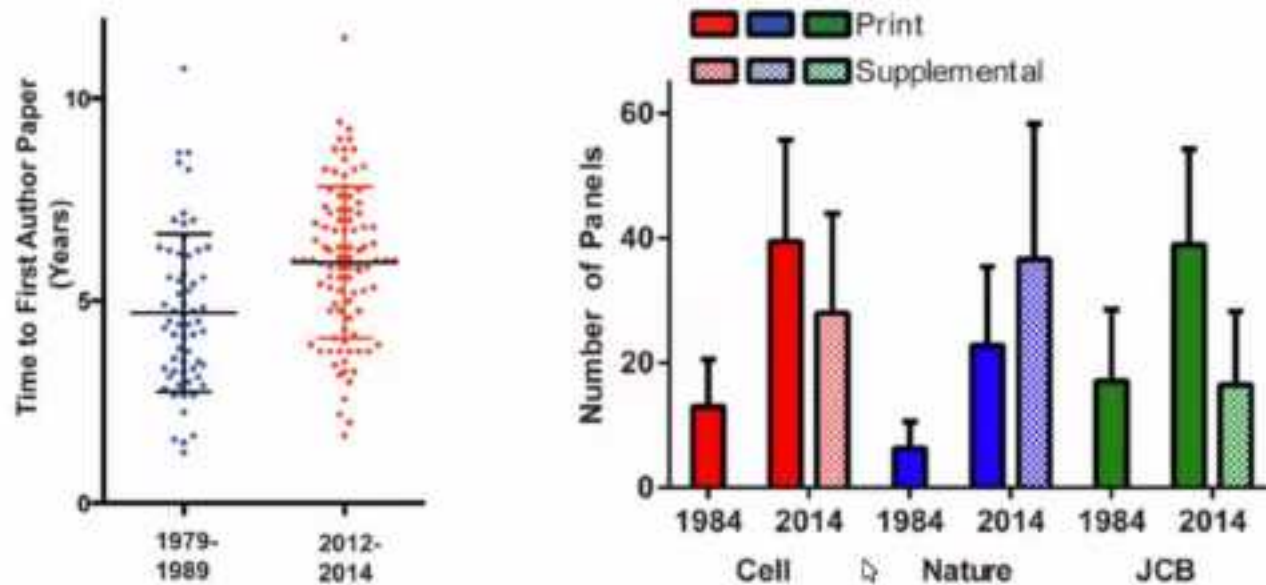 Time to First Author Paper
(Years)
10
5
0
1979-
1989
2012-
2014
Print
Supplemental
Number of Panels
60
40
20
0
1984 2014 1984 2014 1984 2014
Cell Nature JCB